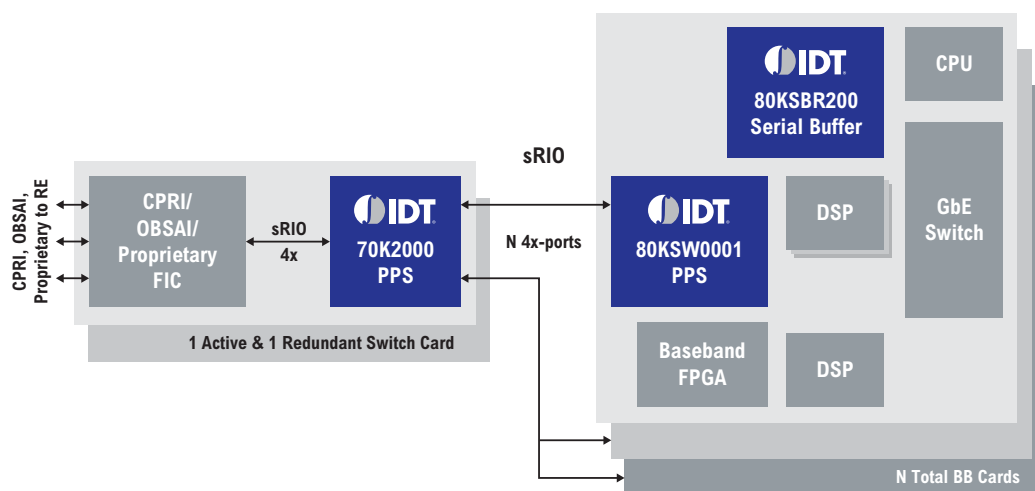 CPRI, OBSAI,
Proprietary to RE
CPRI/
OBSAI/
Proprietary
FIC
sRIO
4x
IDT
70K2000
PPS
1 Active & 1 Redundant Switch Card
sRIO
N 4x-ports
IDT
80KSBR200
Serial Buffer
CPU
IDT
80KSW0001
PPS
DSP
GbE
Switch
Baseband
FPGA
DSP
N Total BB Cards